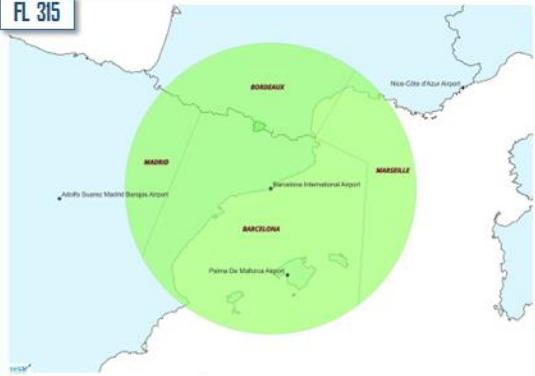 FL 315
Nice-Côte d'Azur Airport
BORDEAUX
MADRID
MARSEILLE
Barcelona International Airport
Adolfo Suarez Madrid Barajas Airport
BARCELONA
Palma De Mallorca Airport